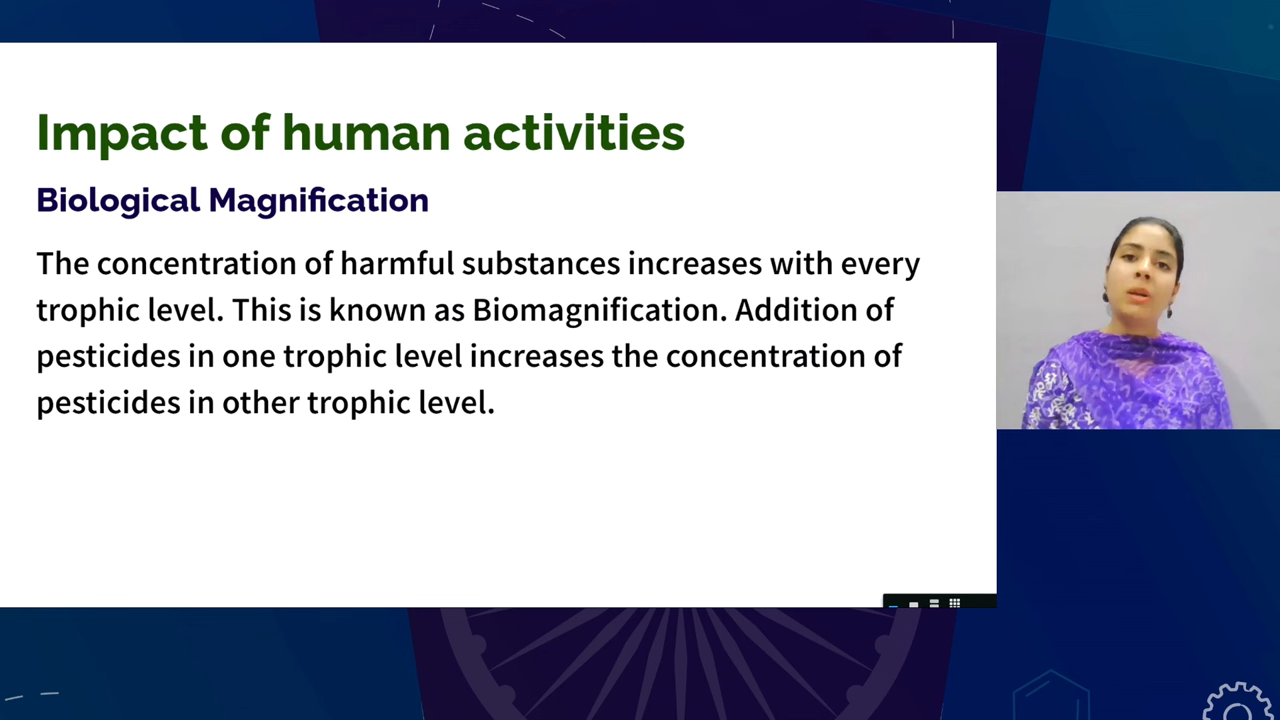 Impact of human activities
Biological Magnification
The concentration of harmful substances increases with every
trophic level. This is known as Biomagnification. Addition of
pesticides in one trophic level increases the concentration of
pesticides in other trophic level.